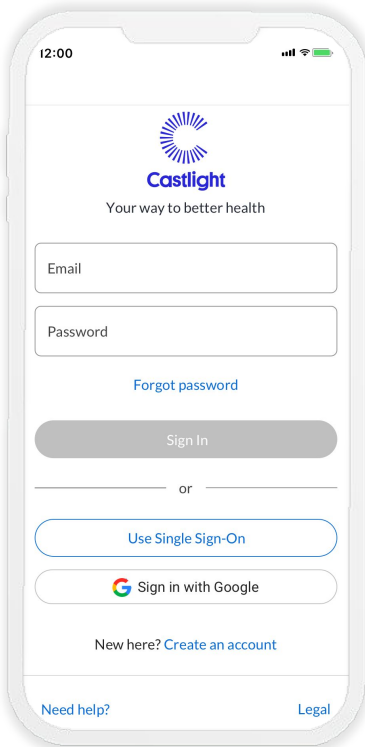 12:00
Castlight
Your way to better health
Email
Password
Forgot password
Sign In
or
Use Single Sign-On
Sign in with Google
New here? Create an account
Need help? Legal